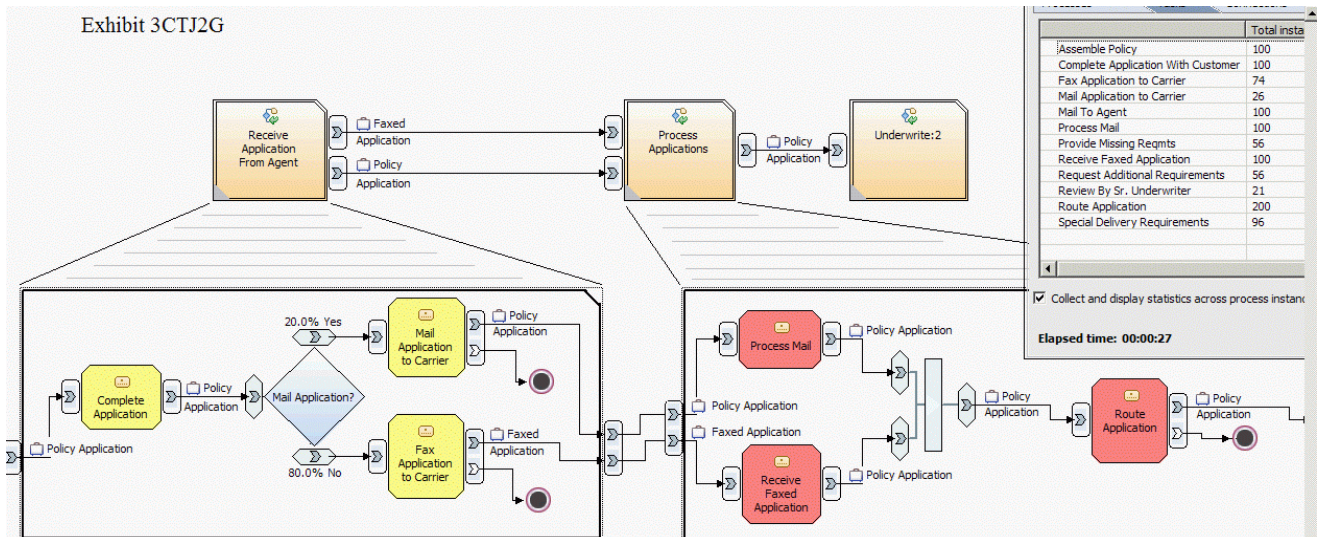 Exhibit 3CTJ2G
Total insta
Assemble Policy 100
Complete Application With Customer 100
Fax Application to Carrier 74
Mail Application to Carrier 26
Mail To Agent 100
Process Mail 100
Provide Missing Reqmts 56
Receive Faxed Application 100
Request Additional Requirements 56
Review By Sr. Underwriter 21
Route Application 200
Special Delivery Requirements 96
Collect and display statistics across process instanc
Elapsed time: 00:00:27
Receive
Application
From Agent
Faxed
Application
Policy
Application
Process
Applications
Policy
Application
Underwrite:2
Policy Application
Complete
Application
Policy
Application
20.0% Yes
Mail Application?
80.0% No
Mail
Application
to Carrier
Policy
Application
Fax
Application
to Carrier
Faxed
Application
Policy Application
Faxed Application
Process Mail
Policy Application
Receive
Faxed
Application
Policy Application
Policy
Application
Route
Application
Policy
Application